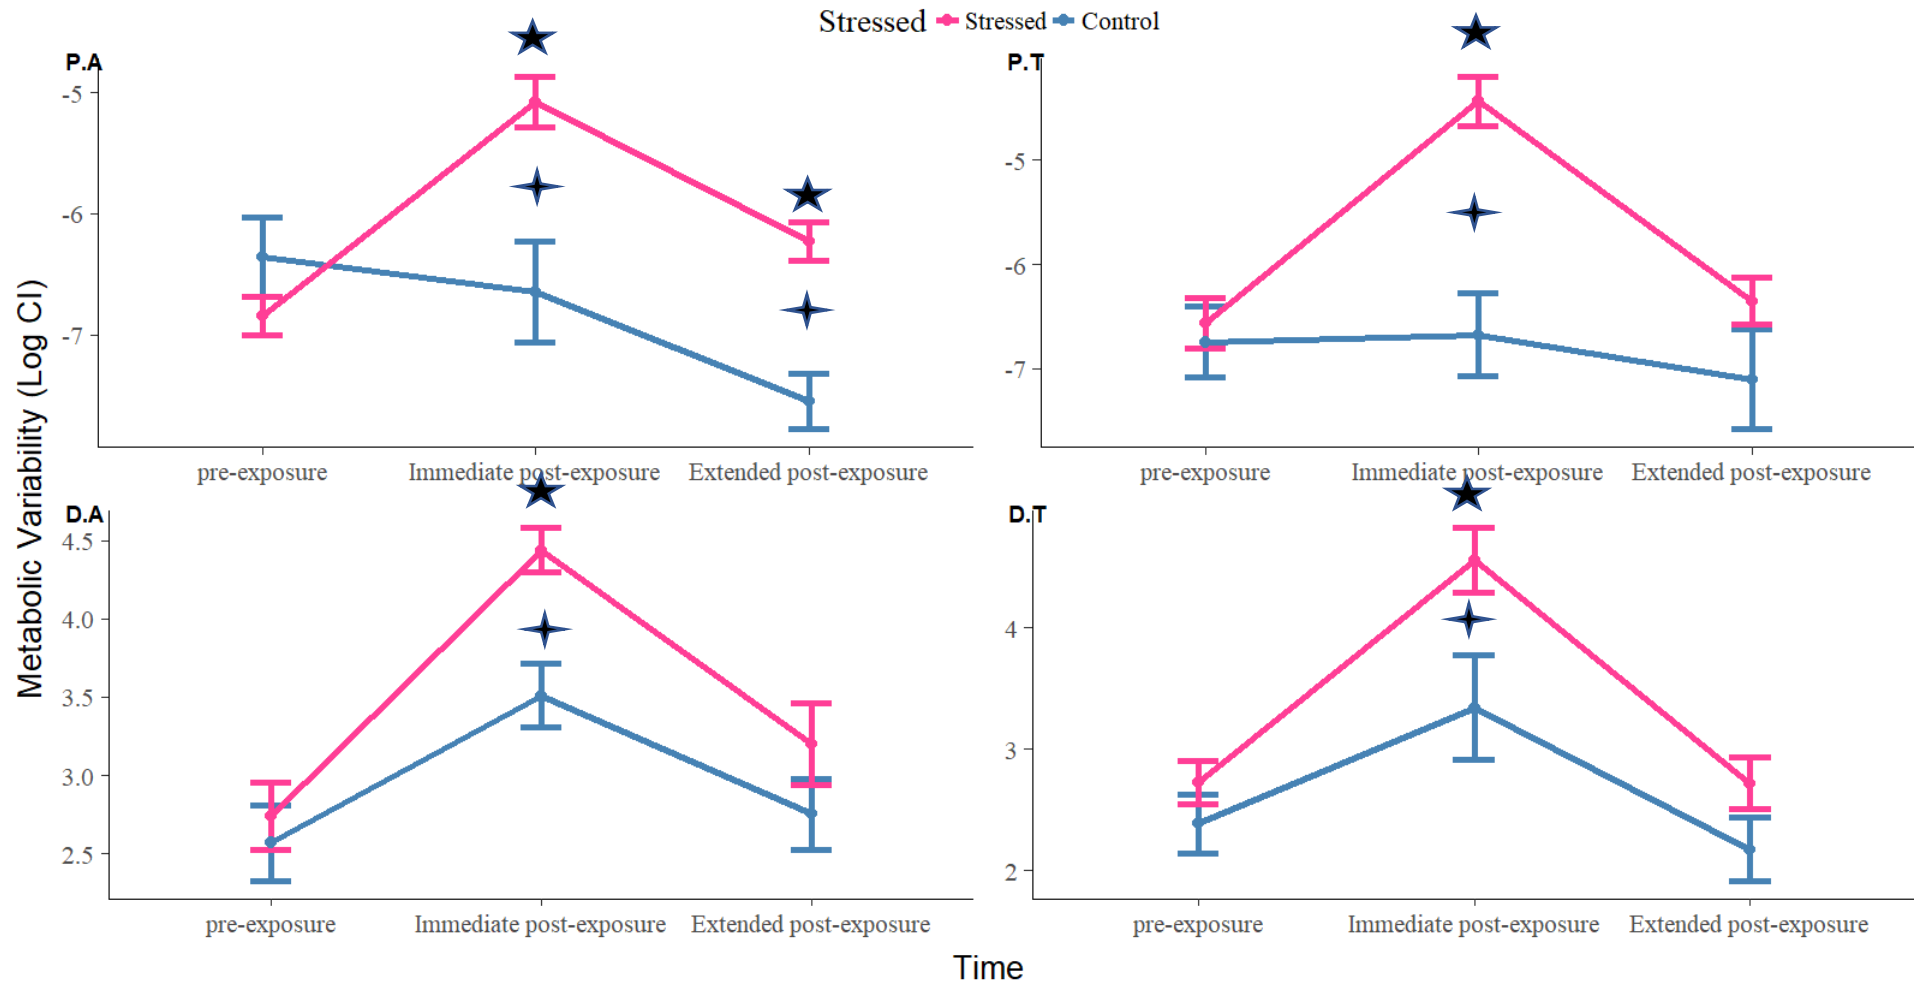 Stressed Stressed Control
P.A
-5
-6
-7
pre-exposure Immediate post-exposure Extended post-exposure
P.T
-5
-6
-7
pre-exposure Immediate post-exposure Extended post-exposure
Metabolic Variability (Log CI)
D.A
4.5
4.0
3.5
3.0
2.5
pre-exposure Immediate post-exposure Extended post-exposure
D.T
4
3
2
pre-exposure Immediate post-exposure Extended post-exposure
Time